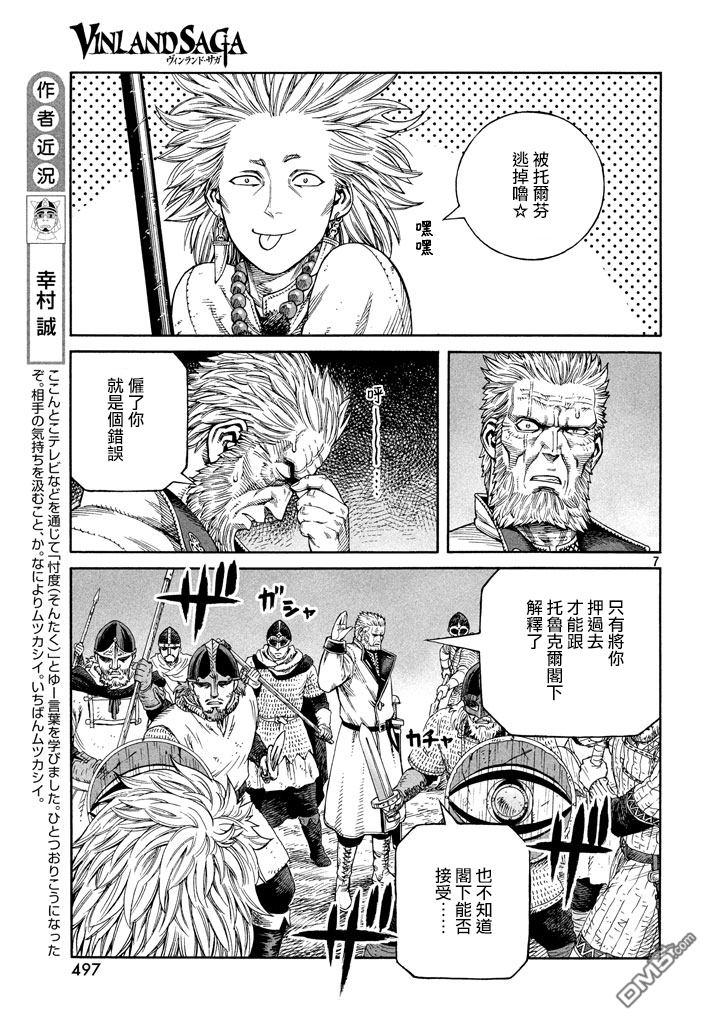 VINLAND SAGA
ヴィンランド・サガ
被托爾芬
逃掉嚕
☆
嘿嘿
作者近況
幸村誠
ここんとこテレビなどを通じて「忖度(そんたく)」とゆー言葉を学びました。ひとつおりこうになった
ぞ。相手の気持ちを汲むこと、か。なによりムツカシイ。いちばんムツカシイ。
呼
僱了你
就是個錯誤
7
只有將你
押過去
才能跟
托魯克爾閣下
解釋了
ザッ
ガシャ
ガチャ
也不知道
閣下能否
接受……
497
DM5.com